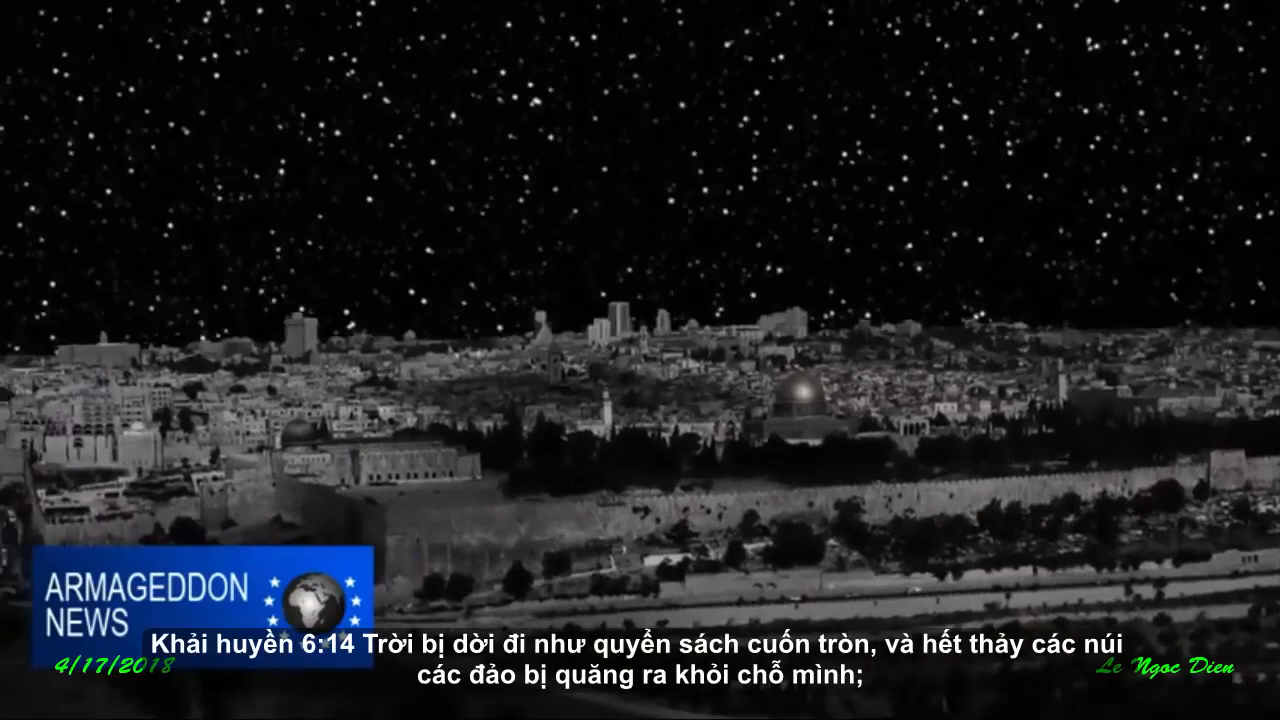 ARMAGEDDON
NEWS
Khải huyền 6:14 Trời bị dời đi như quyển sách cuốn tròn, và hết thảy các núi
các đảo bị quăng ra khỏi chỗ mình;
4/17/2018
Le Ngoc Dien